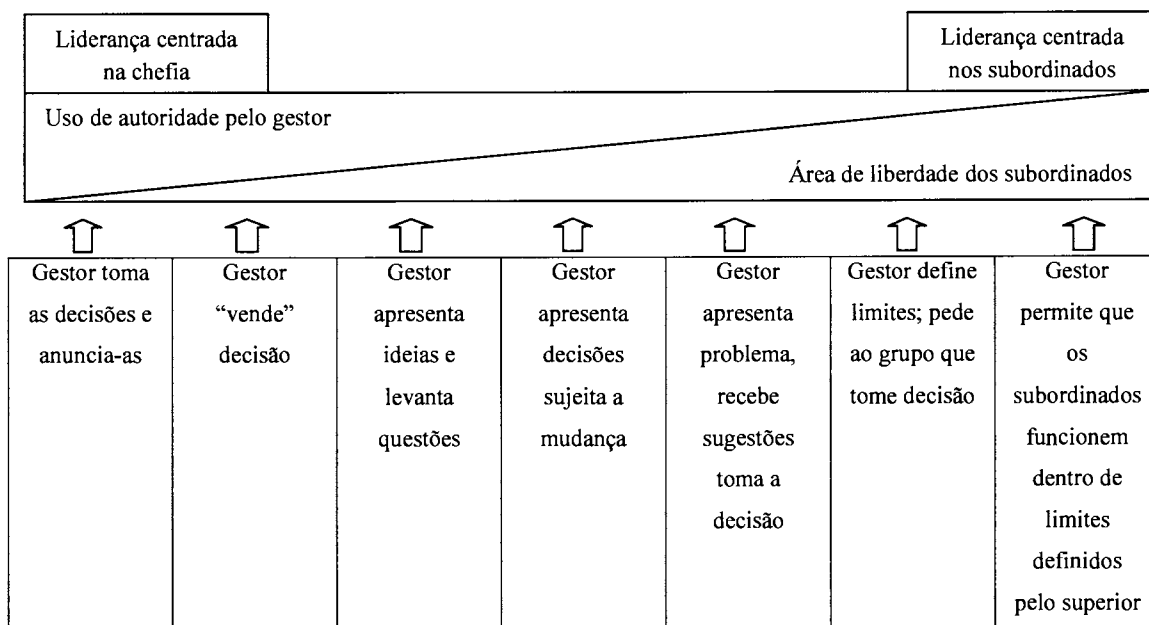 Liderança centrada
na chefia
Liderança centrada
nos subordinados
Uso de autoridade pelo gestor
Área de liberdade dos subordinados
Gestor toma
as decisões e
anuncia-as
Gestor
“vende”
decisão
Gestor
apresenta
ideias e
levanta
questões
Gestor
apresenta
decisões
sujeita a
mudança
Gestor
apresenta
problema,
recebe
sugestões
toma a
decisão
Gestor define
limites; pede
ao grupo que
tome decisão
Gestor
permite que
os
subordinados
funcionem
dentro de
limites
definidos
pelo superior